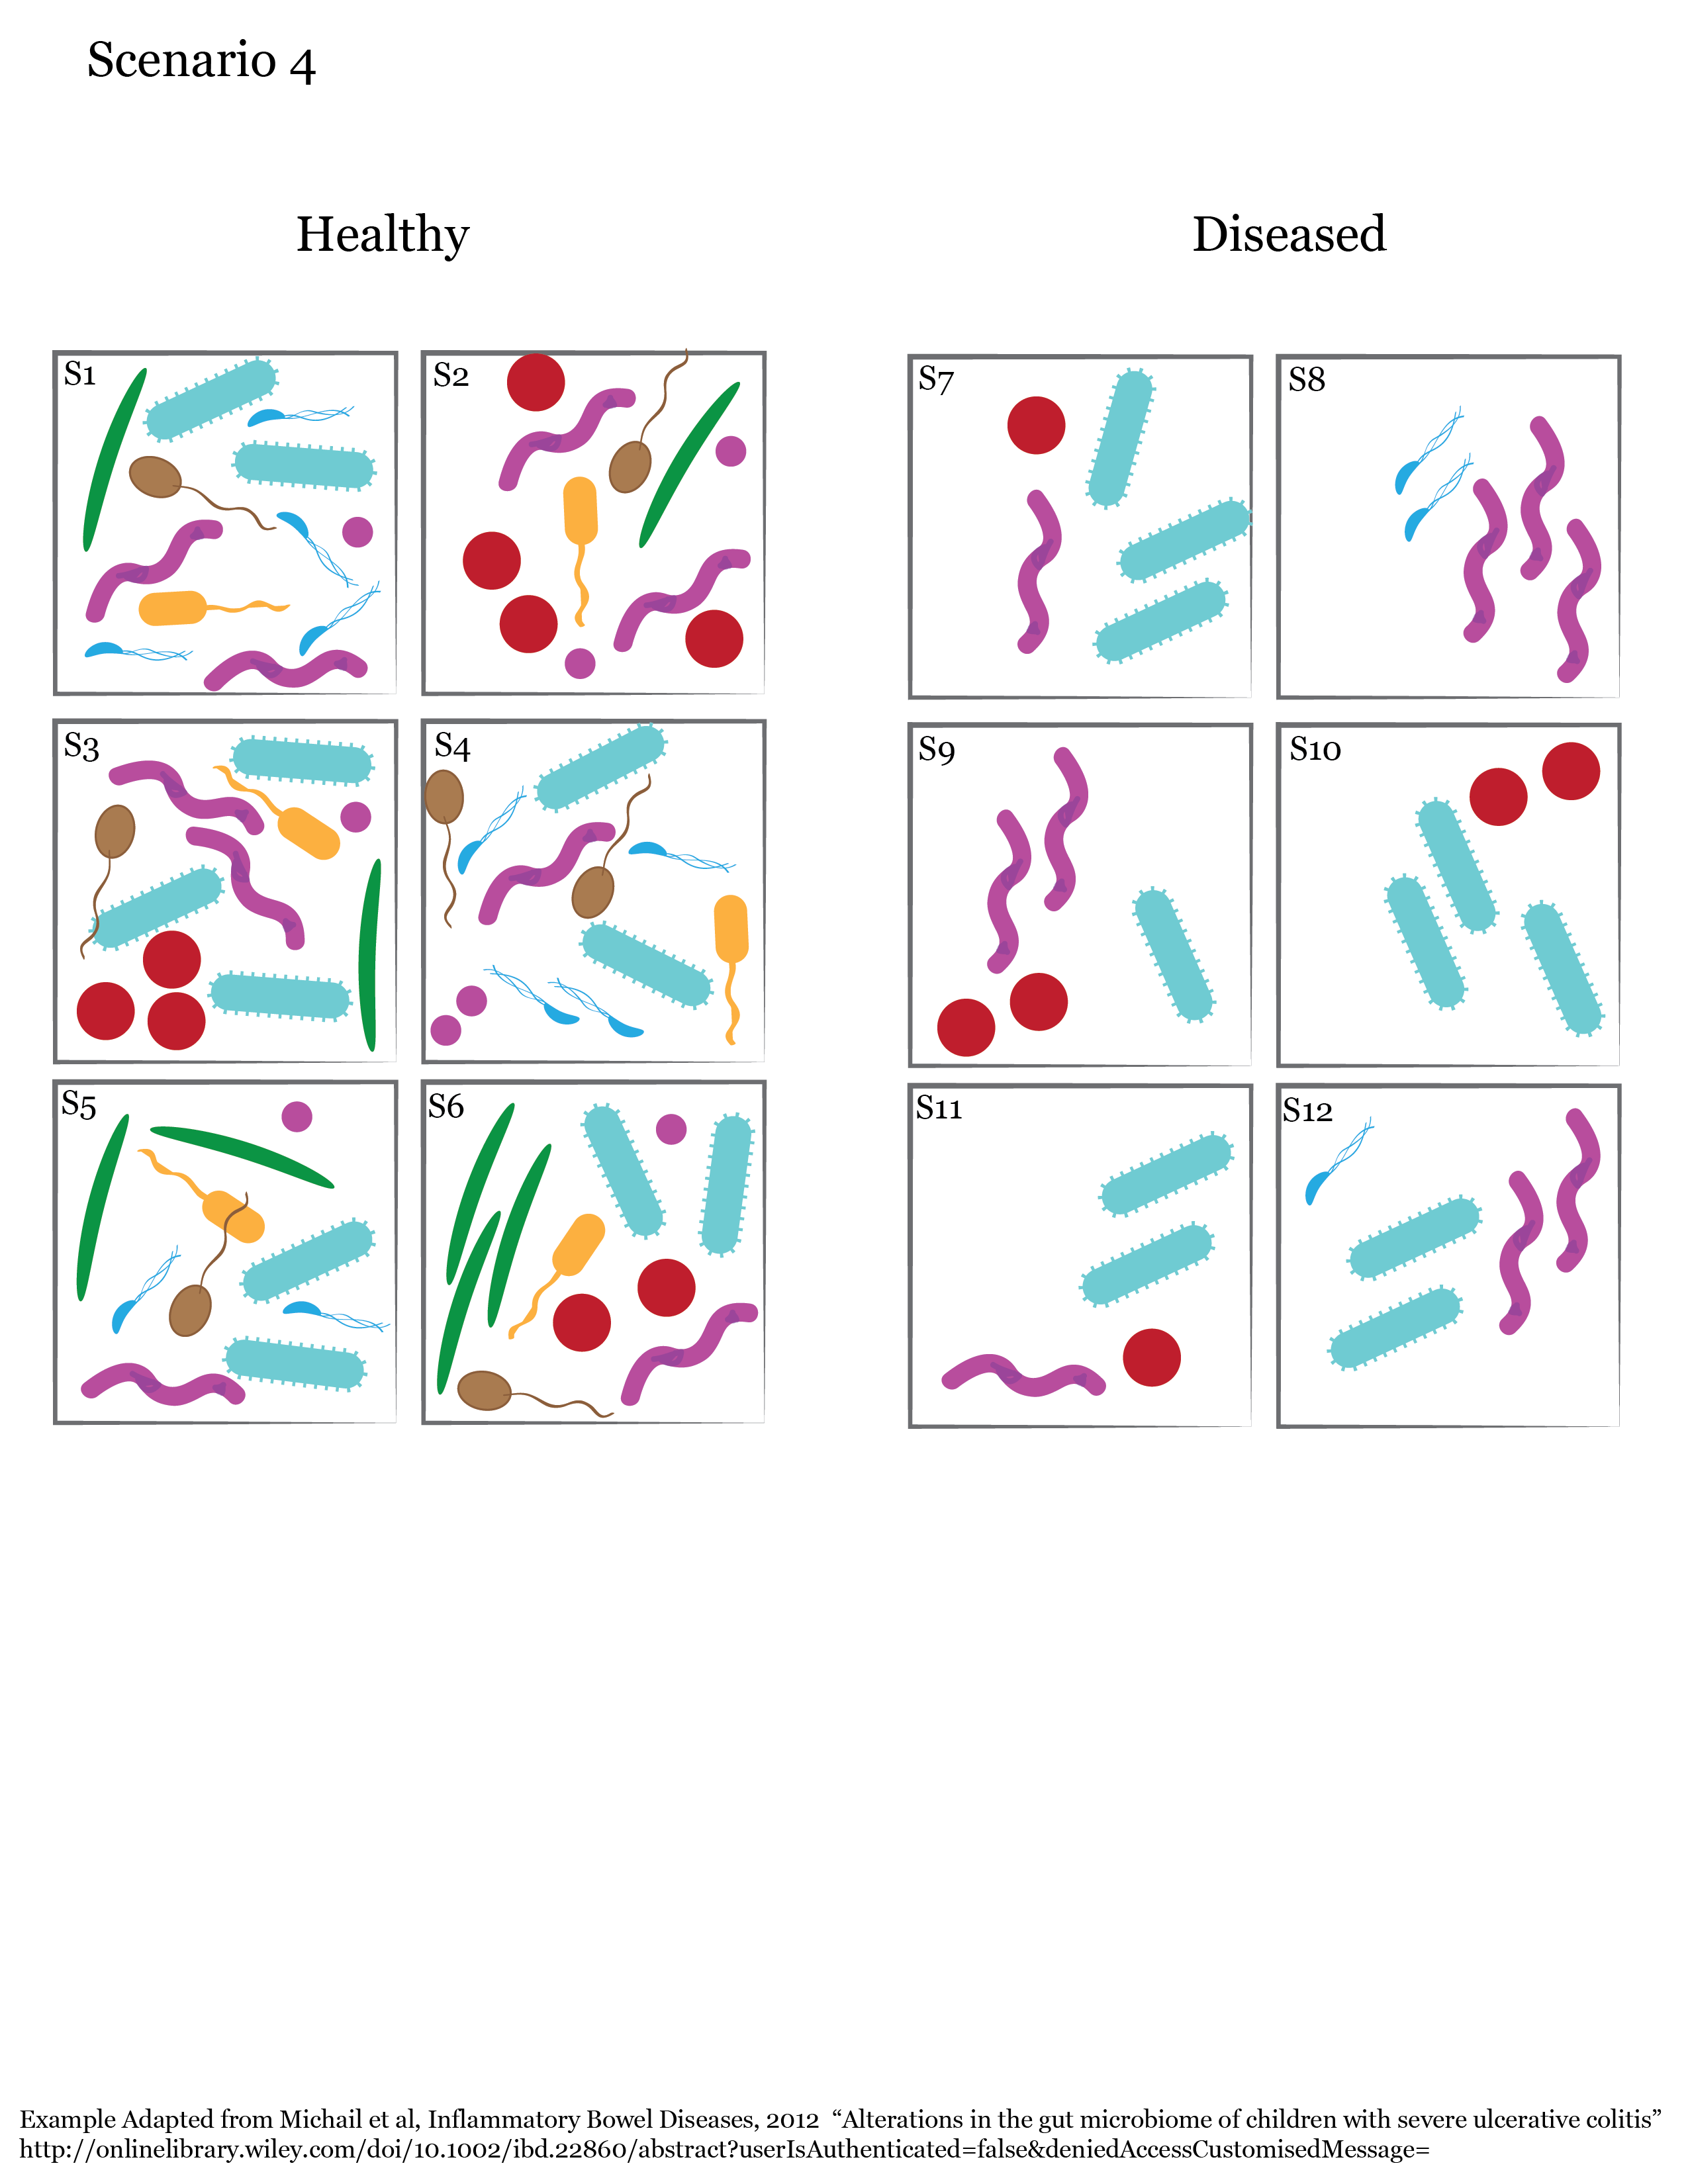 Scenario 4
Healthy
Diseased
S1
S2
S7
S8
S3
S4
S9
S10
S5
S6
S11
S12
Example Adapted from Michail et al, Inflammatory Bowel Diseases, 2012 “Alterations in the gut microbiome of children with severe ulcerative colitis”
http://onlinelibrary.wiley.com/doi/10.1002/ibd.22860/abstract?userIsAuthenticated=false&deniedAccessCustomisedMessage=